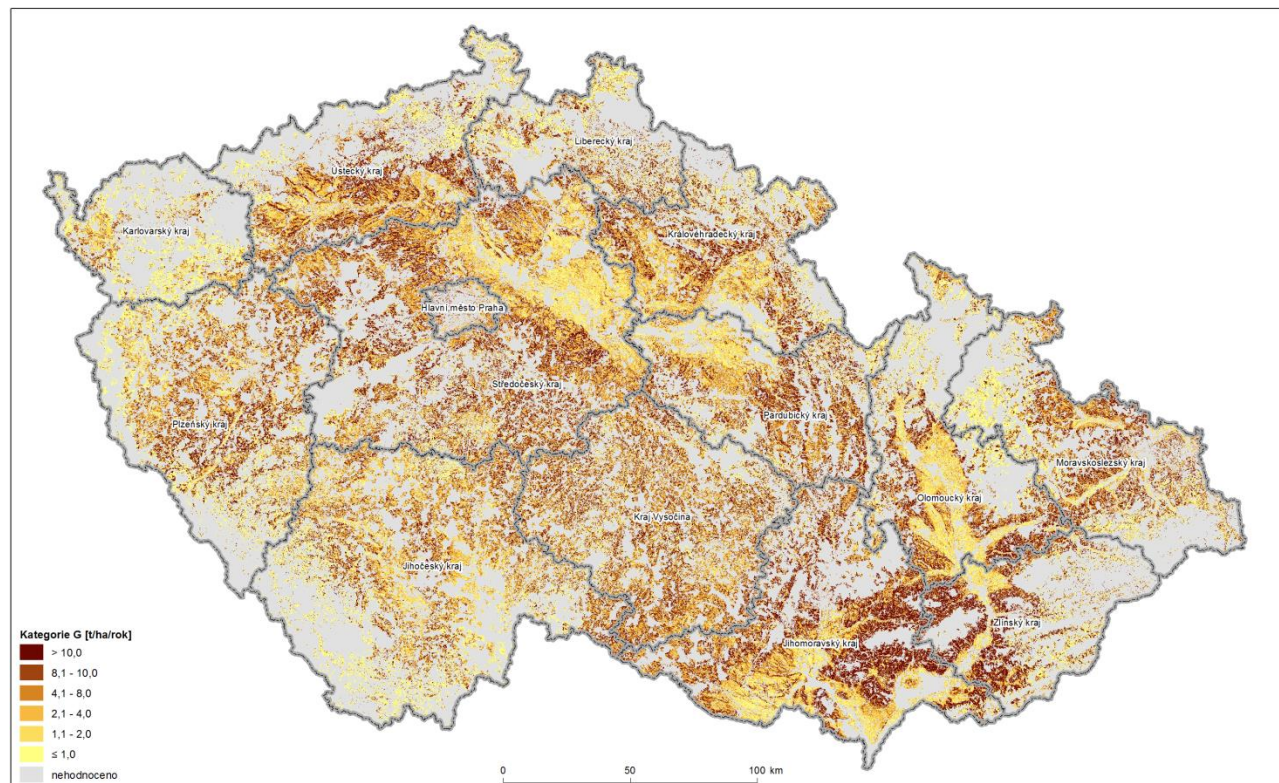 Liberecký kraj
Ústecký kraj
Karlovarský kraj
Královéhradecký kraj
Hlavní město Praha
Středočeský kraj
Pardubický kraj
Plzeňský kraj
Moravskoslezský kraj
Olomoucký kraj
Kraj Vysočina
Jihočeský kraj
Zlínský kraj
Jihomoravský kraj
Kategorie G [t/ha/rok]
> 10,0
8,1 - 10,0
4,1 - 8,0
2,1 - 4,0
1,1 - 2,0
≤ 1,0
nehodnoceno
0 50 100 km